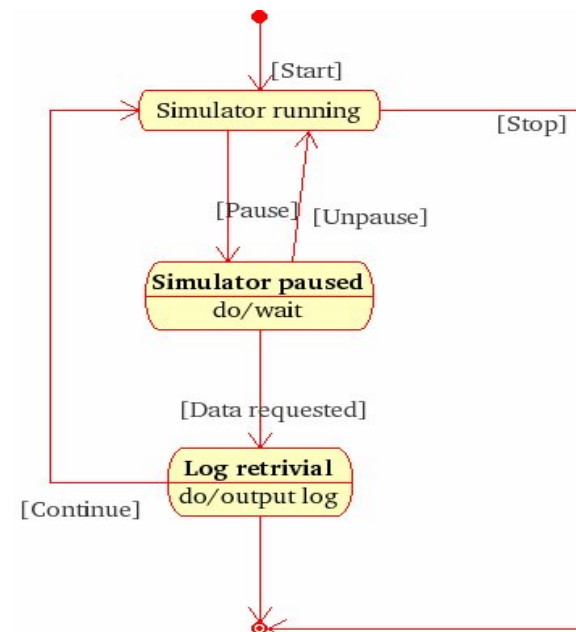 [Start]
Simulator running
[Stop]
[Pause]
[Unpause]
Simulator paused
do/wait
[Data requested]
Log retrivial
do/output log
[Continue]